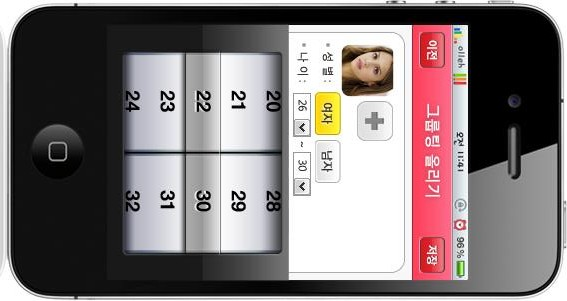 olleh 오전 11:41 96%
이전 그룹팅 올리기 저장
성 별 : 여자 남자
나 이 : 26 ~ 30
20 28
21 29
22 30
23 31
24 32